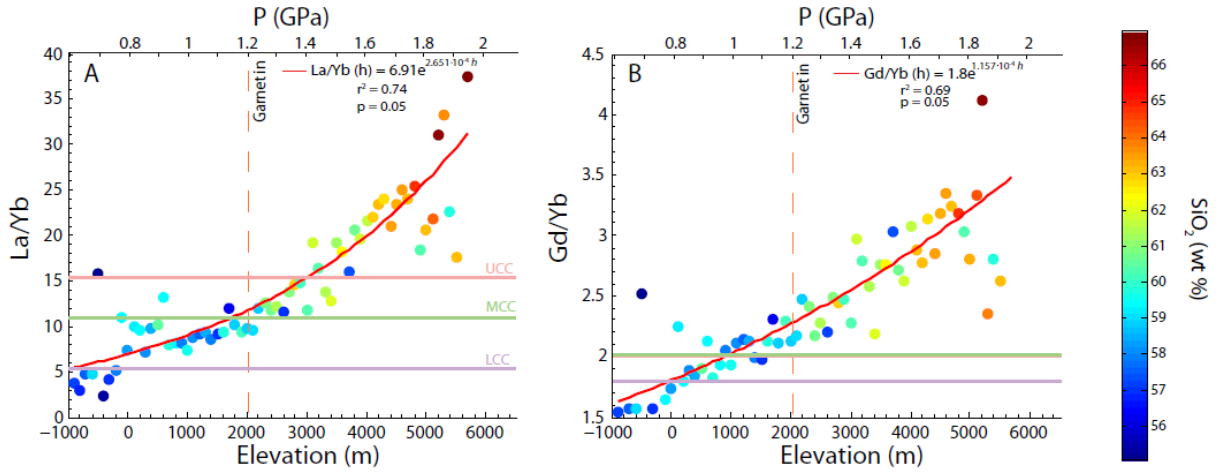 P (GPa)
0.8 1 1.2 1.4 1.6 1.8 2
A
La/Yb (h) = 6.91e^2.651·10⁻⁴ h
r² = 0.74
p = 0.05
Garnet in
40
35
30
25
20
15
10
5
0
La/Yb
UCC
MCC
LCC
−1000 0 1000 2000 3000 4000 5000 6000
Elevation (m)
P (GPa)
0.8 1 1.2 1.4 1.6 1.8 2
B
Gd/Yb (h) = 1.8e^1.157·10⁻⁴ h
r² = 0.69
p = 0.05
Garnet in
4.5
4
3.5
3
2.5
2
1.5
Gd/Yb
−1000 0 1000 2000 3000 4000 5000 6000
Elevation (m)
66
65
64
63
62
61
60
59
58
57
56
SiO₂ (wt %)